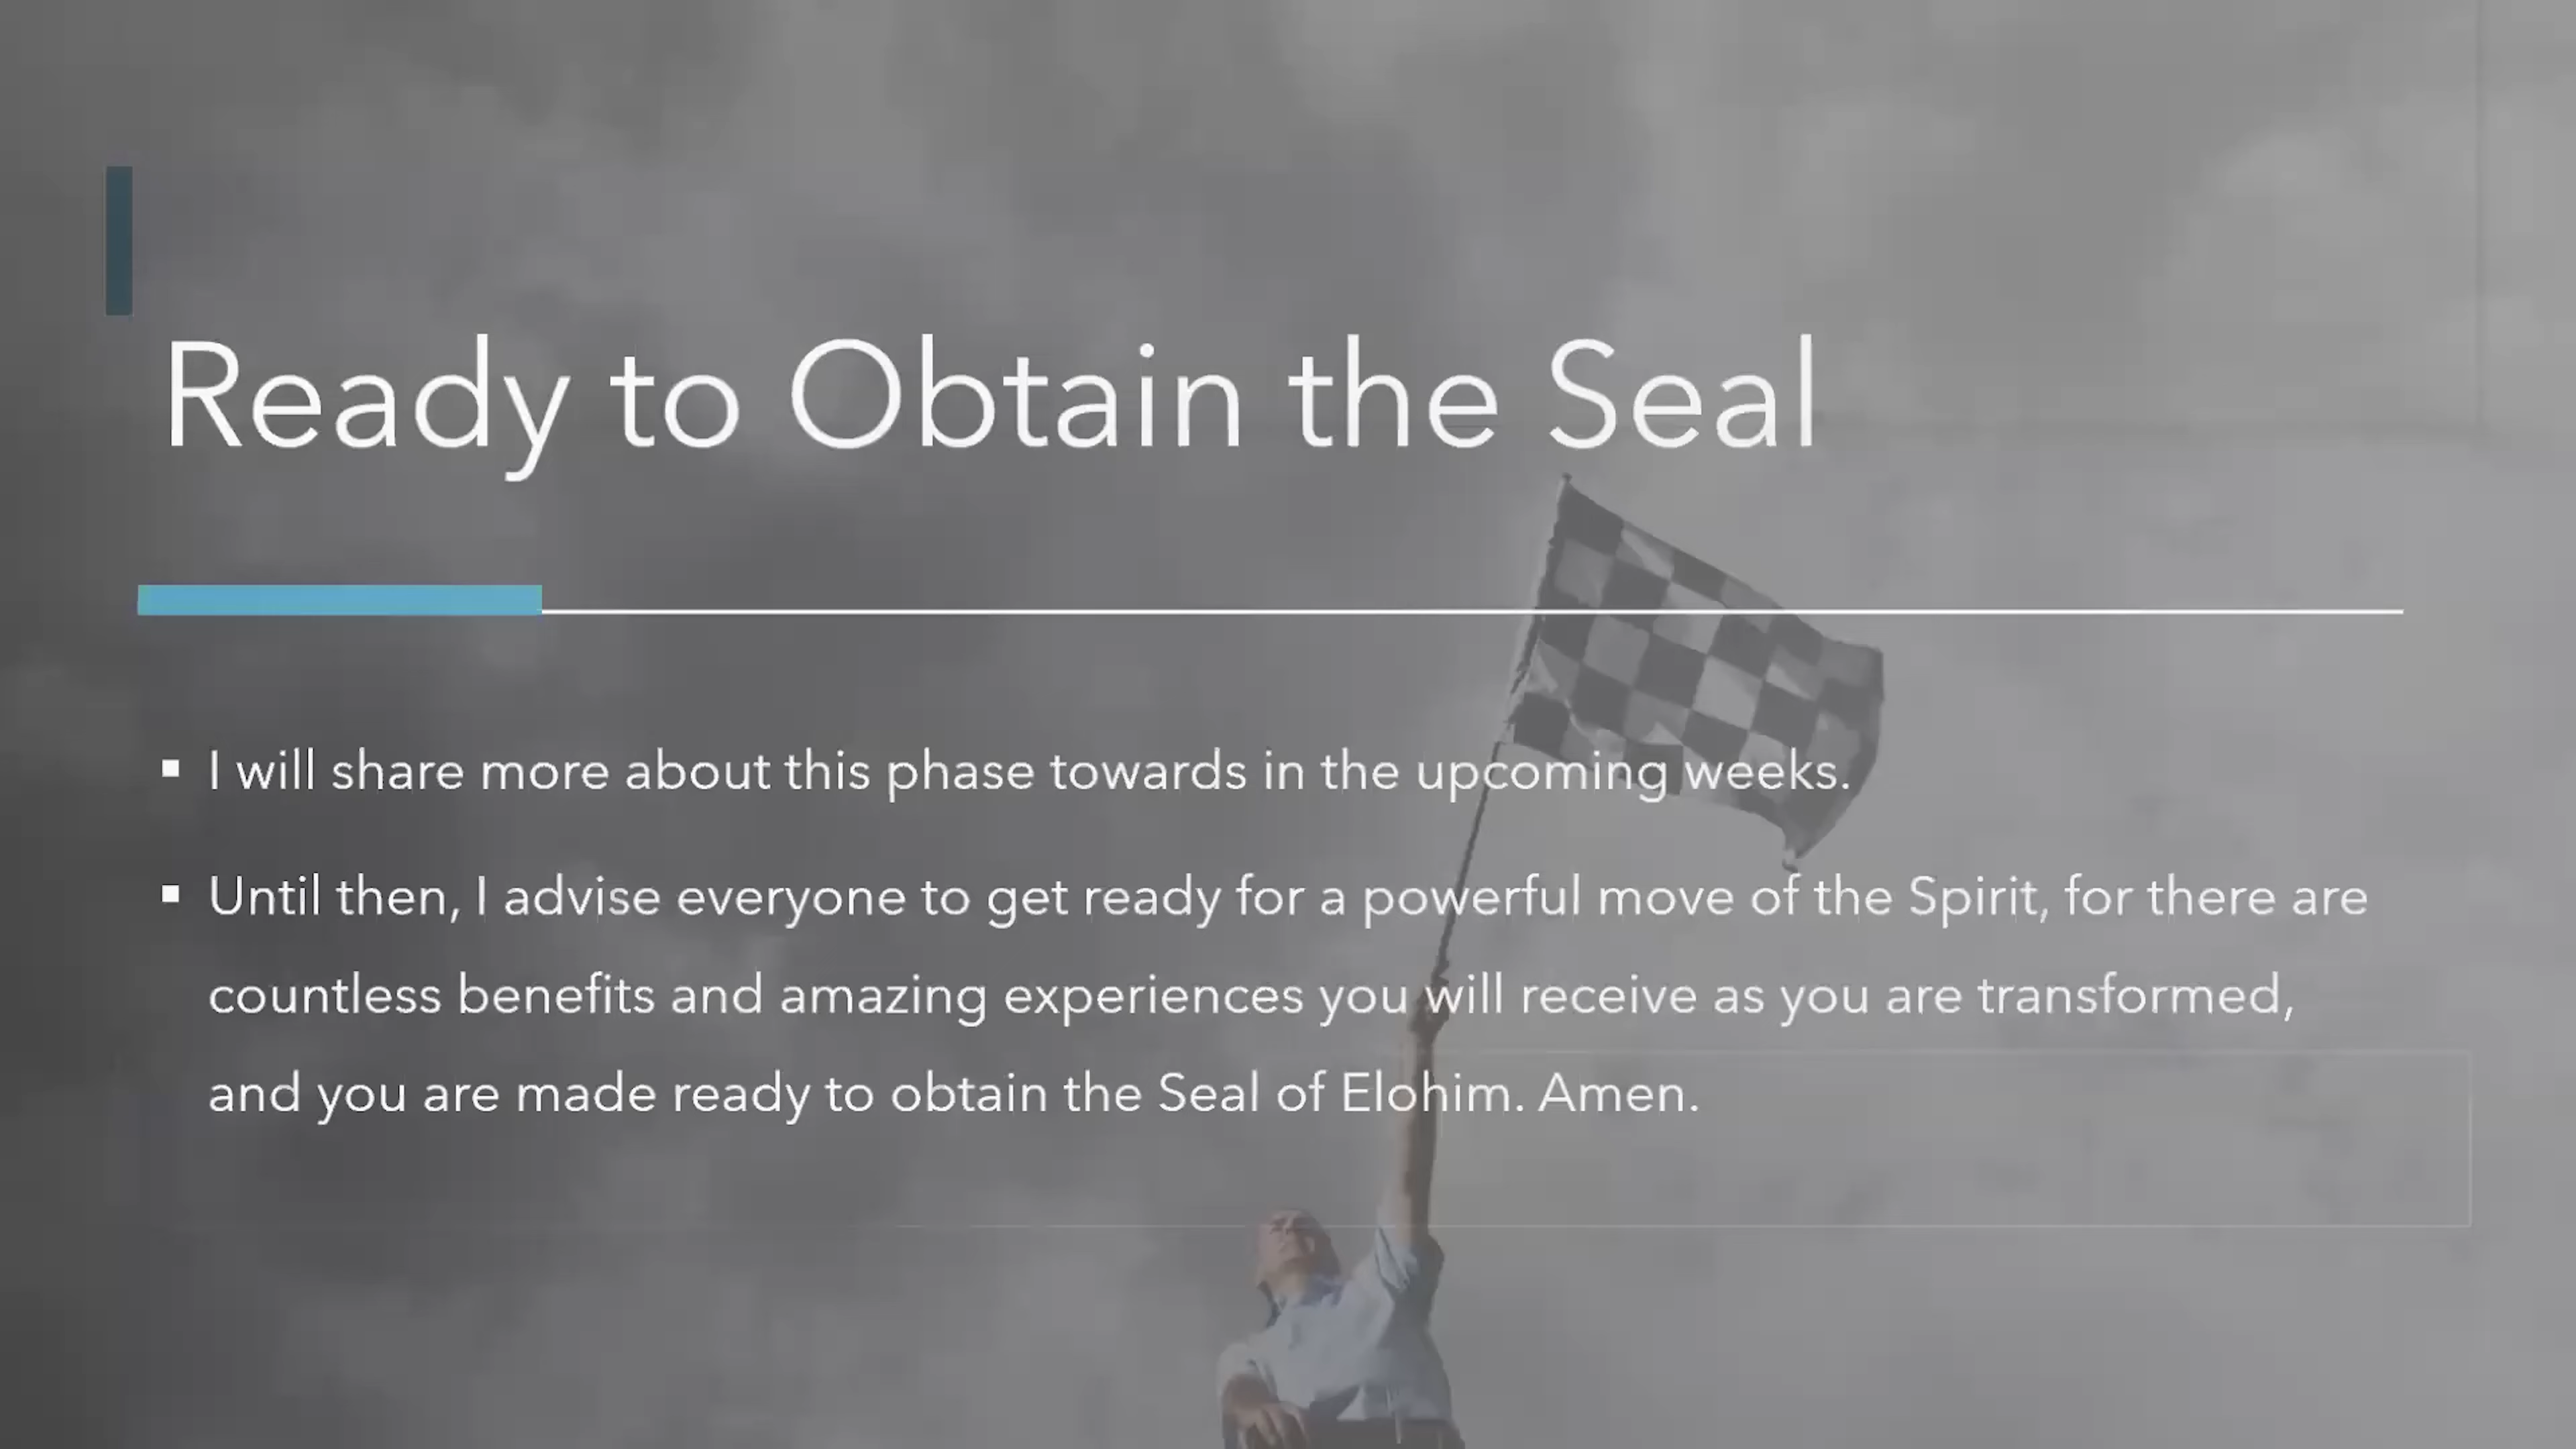 Ready to Obtain the Seal
▪ I will share more about this phase towards in the upcoming weeks.
▪ Until then, I advise everyone to get ready for a powerful move of the Spirit, for there are
countless benefits and amazing experiences you will receive as you are transformed,
and you are made ready to obtain the Seal of Elohim. Amen.